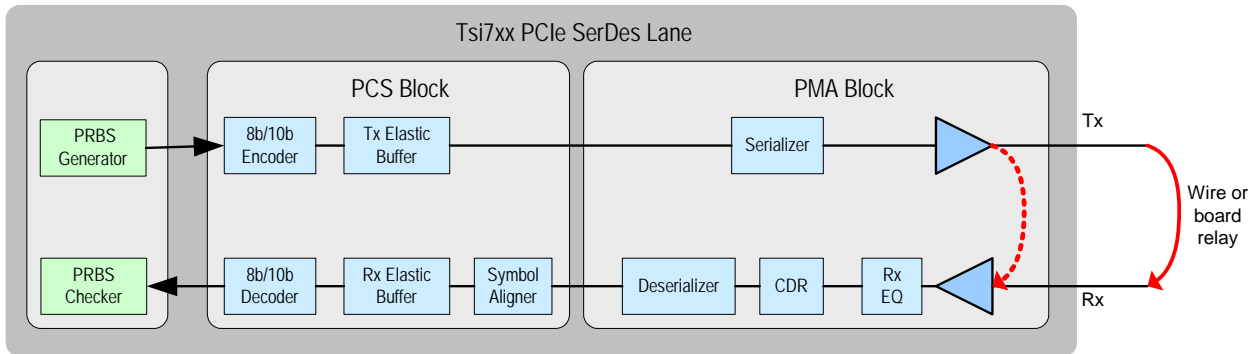 Tsi7xx PCIe SerDes Lane
PCS Block
PMA Block
PRBS
Generator
8b/10b
Encoder
Tx Elastic
Buffer
Serializer
Tx
Wire or
board
relay
PRBS
Checker
8b/10b
Decoder
Rx Elastic
Buffer
Symbol
Aligner
Deserializer
CDR
Rx
EQ
Rx